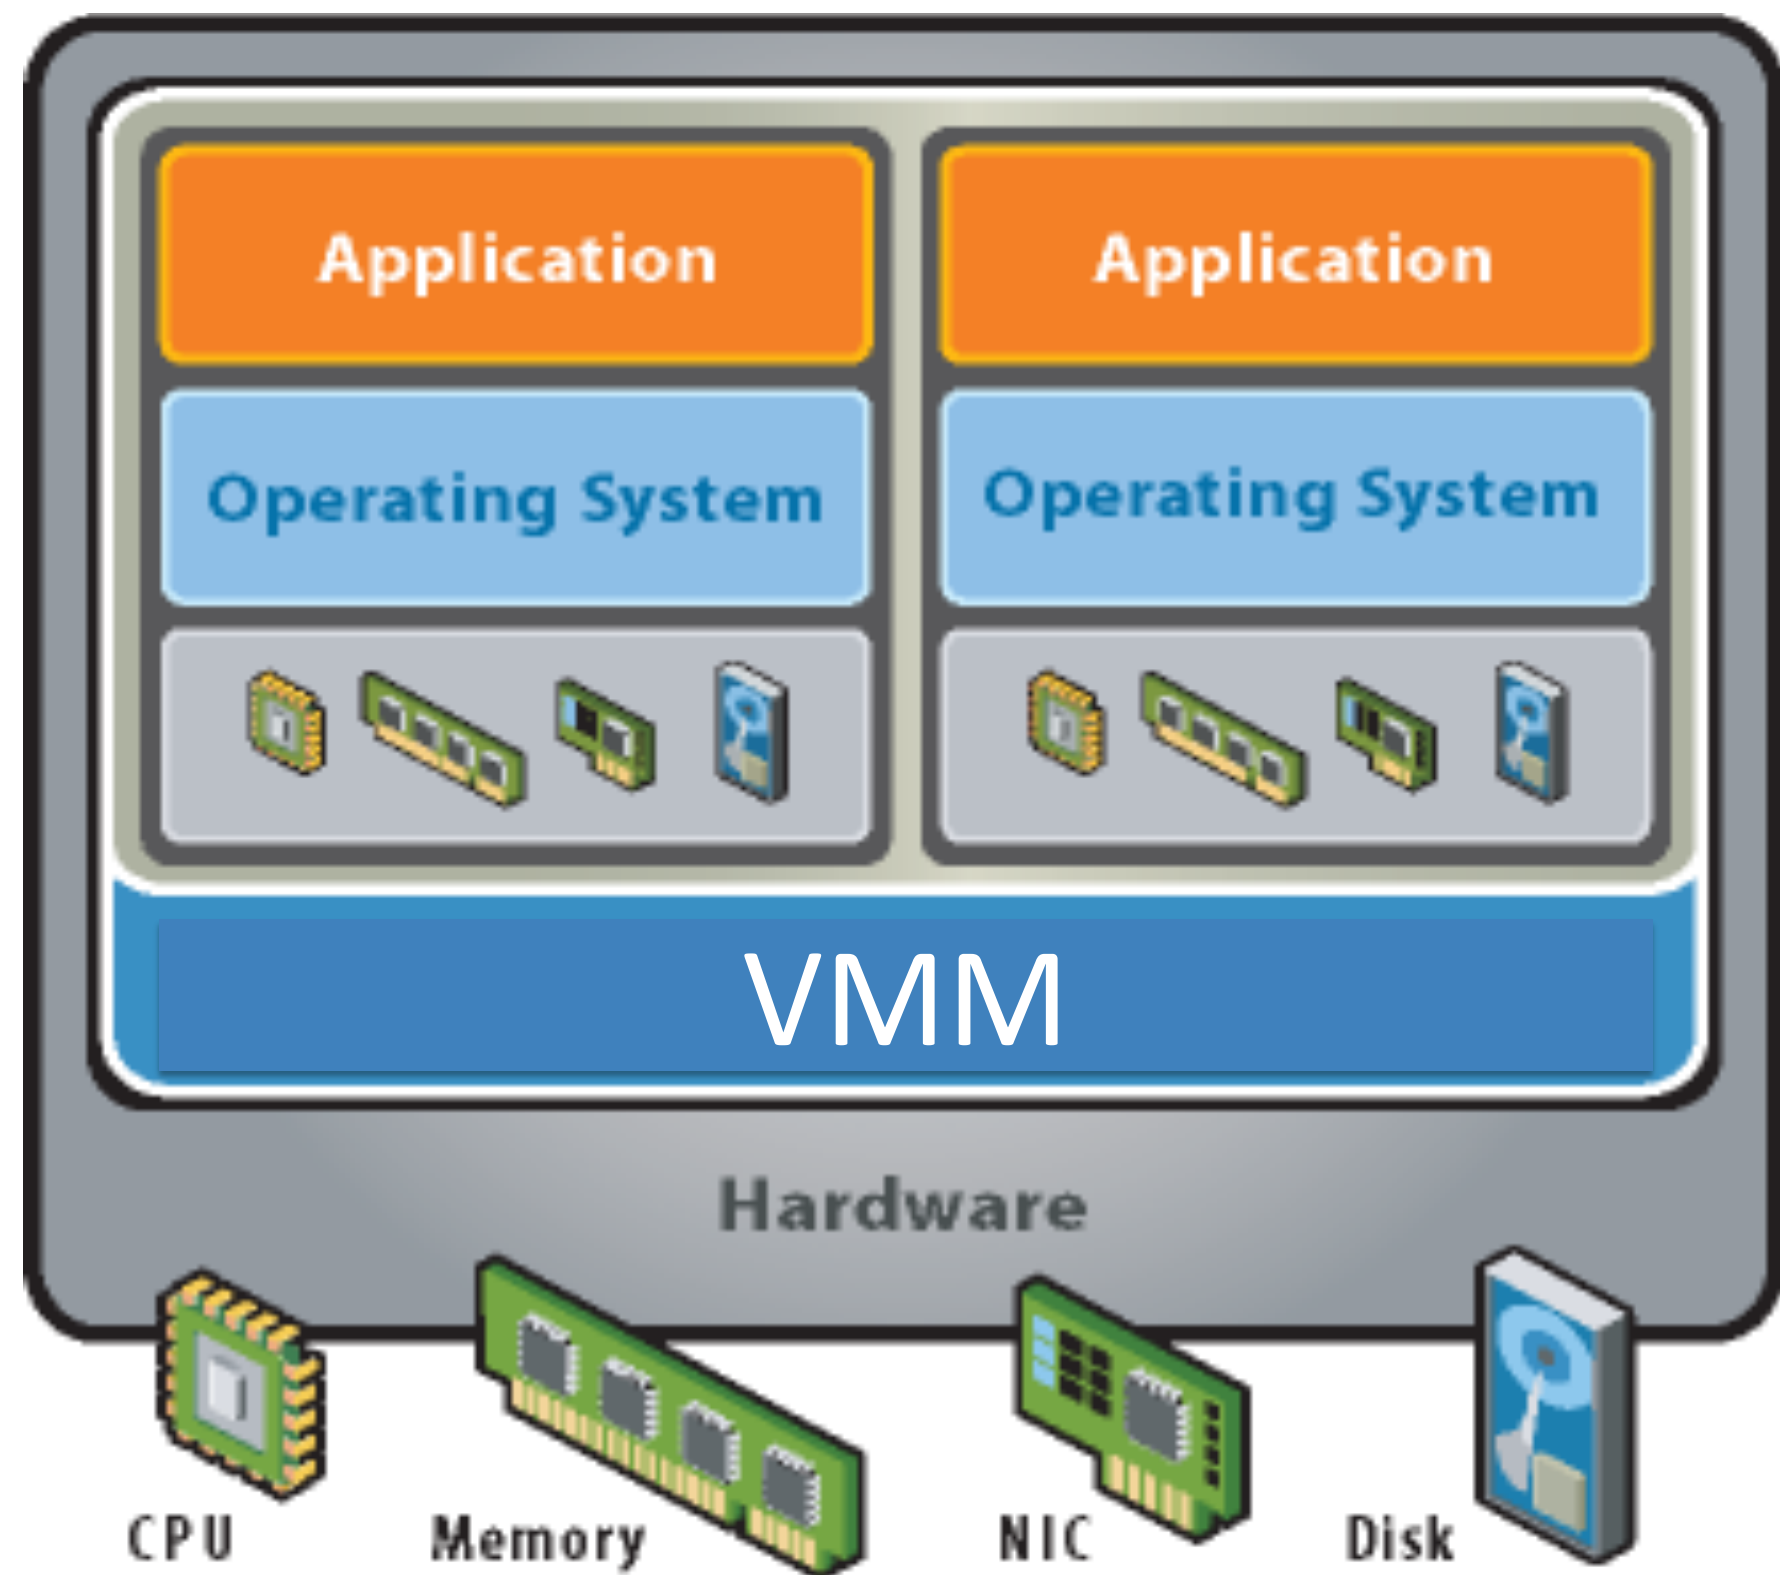 Application
Application
Operating System
Operating System
VMM
Hardware
CPU
Memory
NIC
Disk